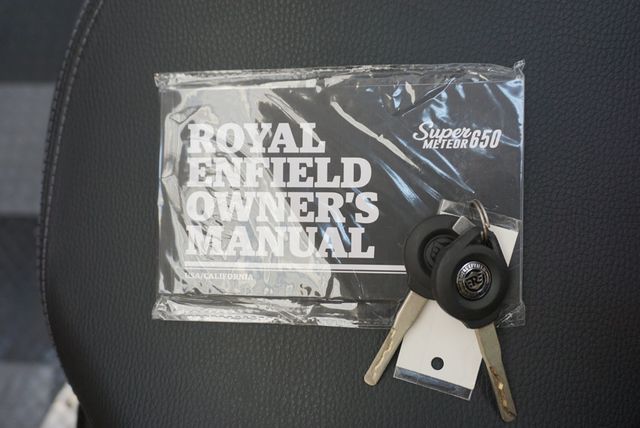 ROYAL
ENFIELD
OWNER'S
MANUAL
USA/CALIFORNIA
Super
METEOR 650